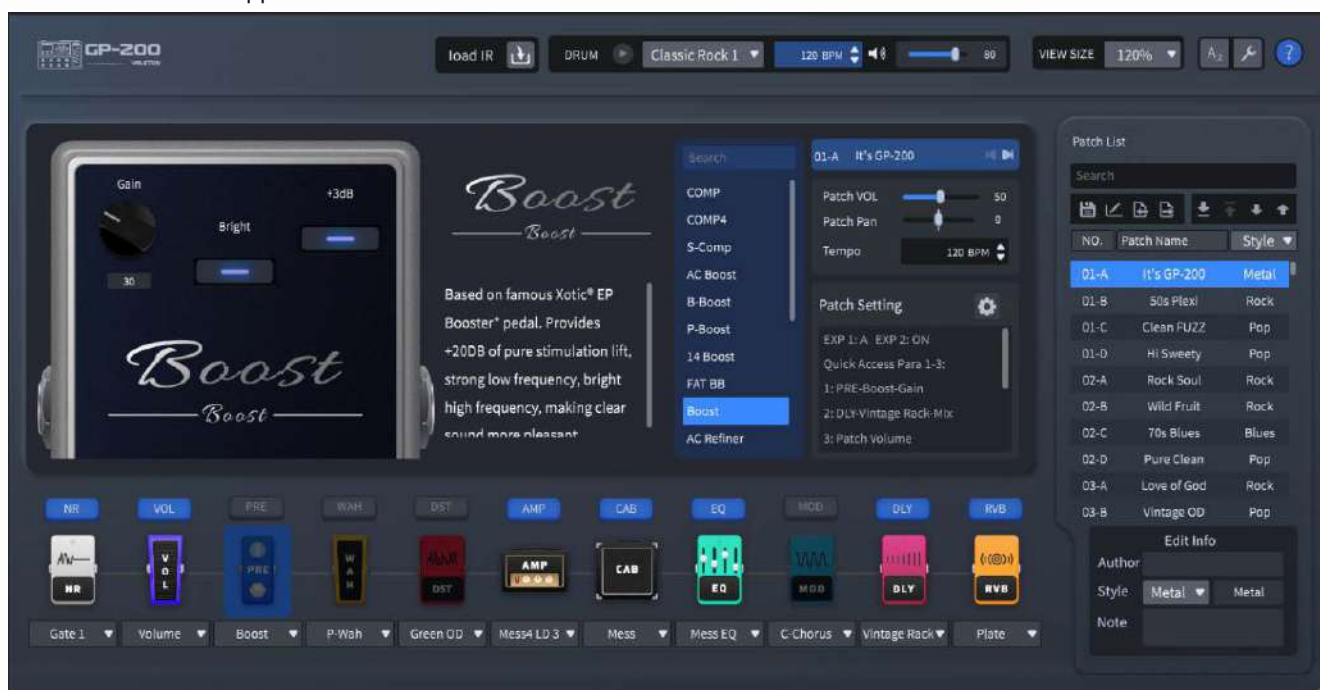 GP-200
load IR
DRUM
Classic Rock 1
120 BPM
80
VIEW SIZE
120%
?
Gain
Bright
+3dB
30
Boost
Boost
Boost
Boost
Based on famous Xotic® EP
Booster* pedal. Provides
+20DB of pure stimulation lift,
strong low frequency, bright
high frequency, making clear
sound more pleasant
Search
COMP
COMP4
S-Comp
AC Boost
B-Boost
P-Boost
14 Boost
FAT BB
Boost
AC Refiner
01-A It's GP-200
Patch VOL 50
Patch Pan 0
Tempo 120 BPM
Patch Setting
EXP 1: A EXP 2: ON
Quick Access Para 1-3:
1: PRE-Boost-Gain
2: DLY-Vintage Rack-Mix
3: Patch Volume
Patch List
Search
NO. Patch Name Style
01-A It's GP-200 Metal
01-B 50s Plexi Rock
01-C Clean FUZZ Pop
01-D Hi Sweety Pop
02-A Rock Soul Rock
02-B Wild Fruit Rock
02-C 70s Blues Blues
02-D Pure Clean Pop
03-A Love of God Rock
03-B Vintage OD Pop
Edit Info
Author
Style Metal Metal
Note
NR VOL PRE WAH DST AMP CAB EQ MOD DLY RVB
NR VOL PRE WAH DST AMP CAB EQ MOD DLY RVB
Gate 1 Volume Boost P-Wah Green OD Mess4 LD 3 Mess Mess EQ C-Chorus Vintage Rack Plate